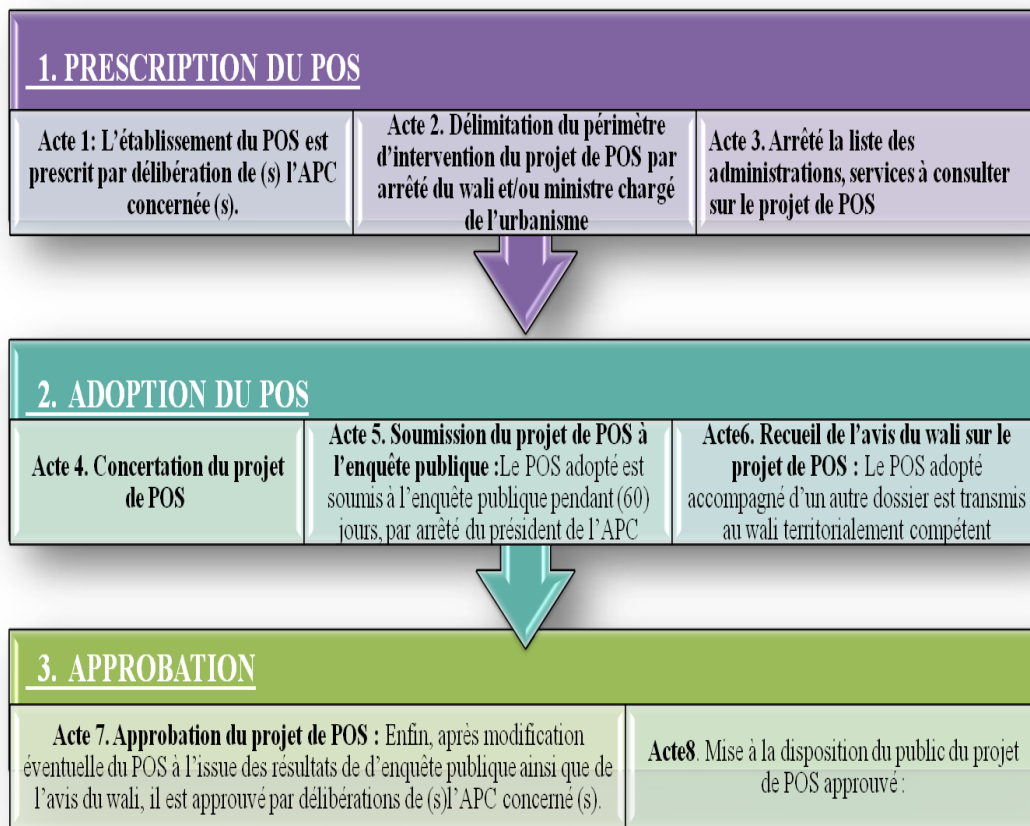 1. PRESCRIPTION DU POS
Acte 1: L’établissement du POS est
prescrit par délibération de (s) l’APC
concernée (s).
Acte 2. Délimitation du périmètre
d’intervention du projet de POS par
arrêté du wali et/ou ministre chargé
de l’urbanisme
Acte 3. Arrêté la liste des
administrations, services à consulter
sur le projet de POS
2. ADOPTION DU POS
Acte 4. Concertation du projet
de POS
Acte 5. Soumission du projet de POS à
l’enquête publique :Le POS adopté est
soumis à l’enquête publique pendant (60)
jours, par arrêté du président de l’APC
Acte6. Recueil de l’avis du wali sur le
projet de POS : Le POS adopté
accompagné d’un autre dossier est transmis
au wali territorialement compétent
3. APPROBATION
Acte 7. Approbation du projet de POS : Enfin, après modification
éventuelle du POS à l’issue des résultats de d’enquête publique ainsi que de
l’avis du wali, il est approuvé par délibérations de (s)l’APC concerné (s).
Acte8. Mise à la disposition du public du projet
de POS approuvé :